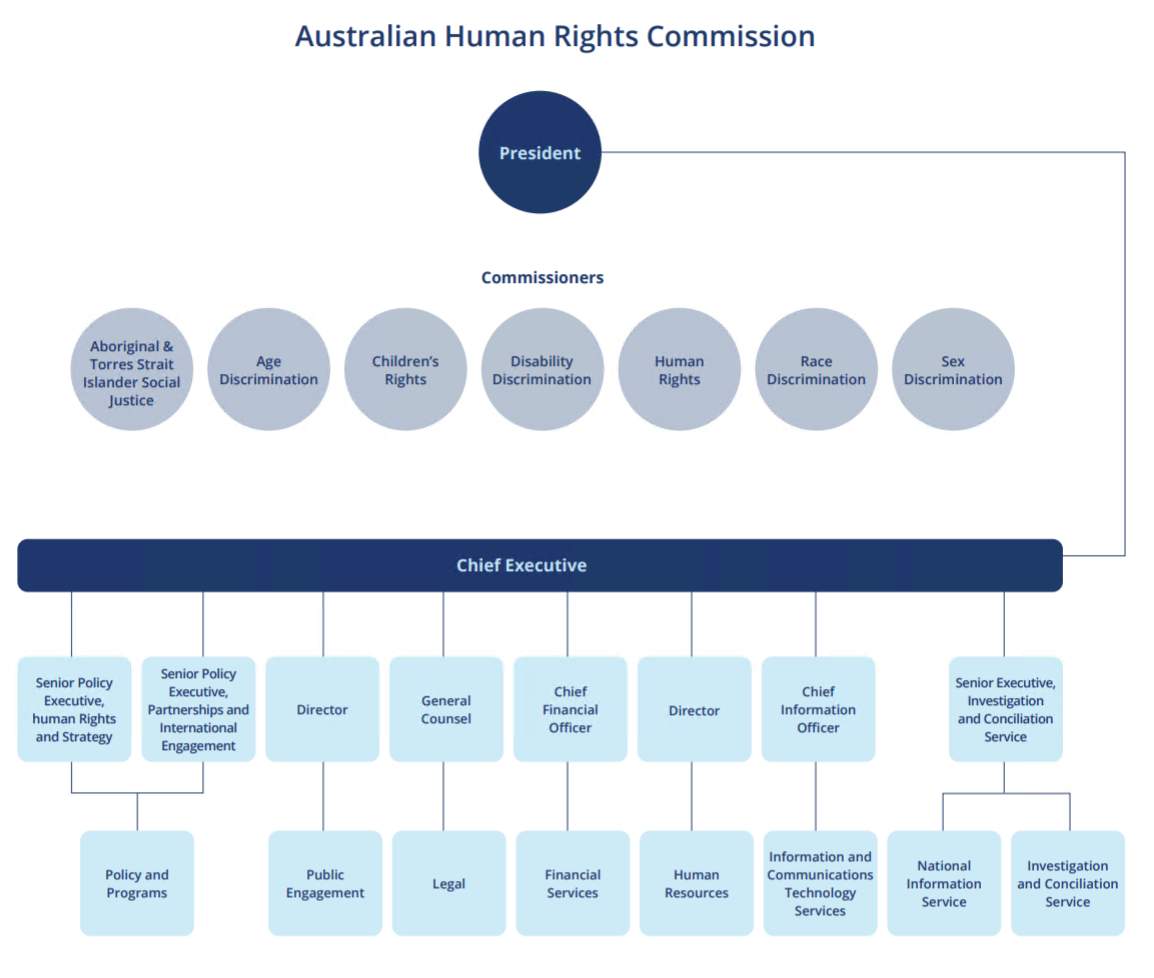 Australian Human Rights Commission
President
Commissioners
Aboriginal &
Torres Strait
Islander Social
Justice
Age
Discrimination
Children’s
Rights
Disability
Discrimination
Human
Rights
Race
Discrimination
Sex
Discrimination
Chief Executive
Senior Policy
Executive,
human Rights
and Strategy
Senior Policy
Executive,
Partnerships and
International
Engagement
Director
General
Counsel
Chief
Financial
Officer
Director
Chief
Information
Officer
Senior Executive,
Investigation
and Conciliation
Service
Policy and
Programs
Public
Engagement
Legal
Financial
Services
Human
Resources
Information and
Communications
Technology
Services
National
Information
Service
Investigation
and Conciliation
Service